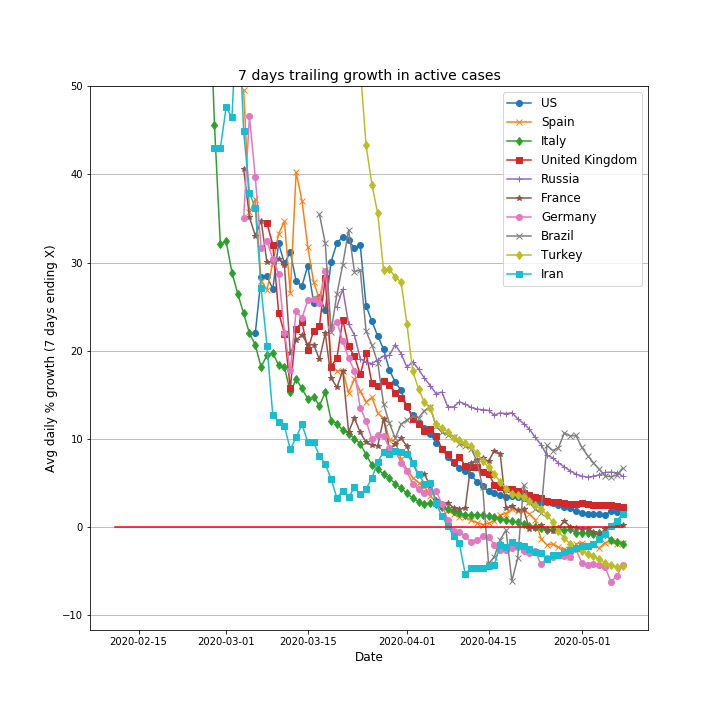 7 days trailing growth in active cases
Avg daily % growth (7 days ending X)
50
40
30
20
10
0
−10
US
Spain
Italy
United Kingdom
Russia
France
Germany
Brazil
Turkey
Iran
2020-02-15
2020-03-01
2020-03-15
2020-04-01
2020-04-15
2020-05-01
Date